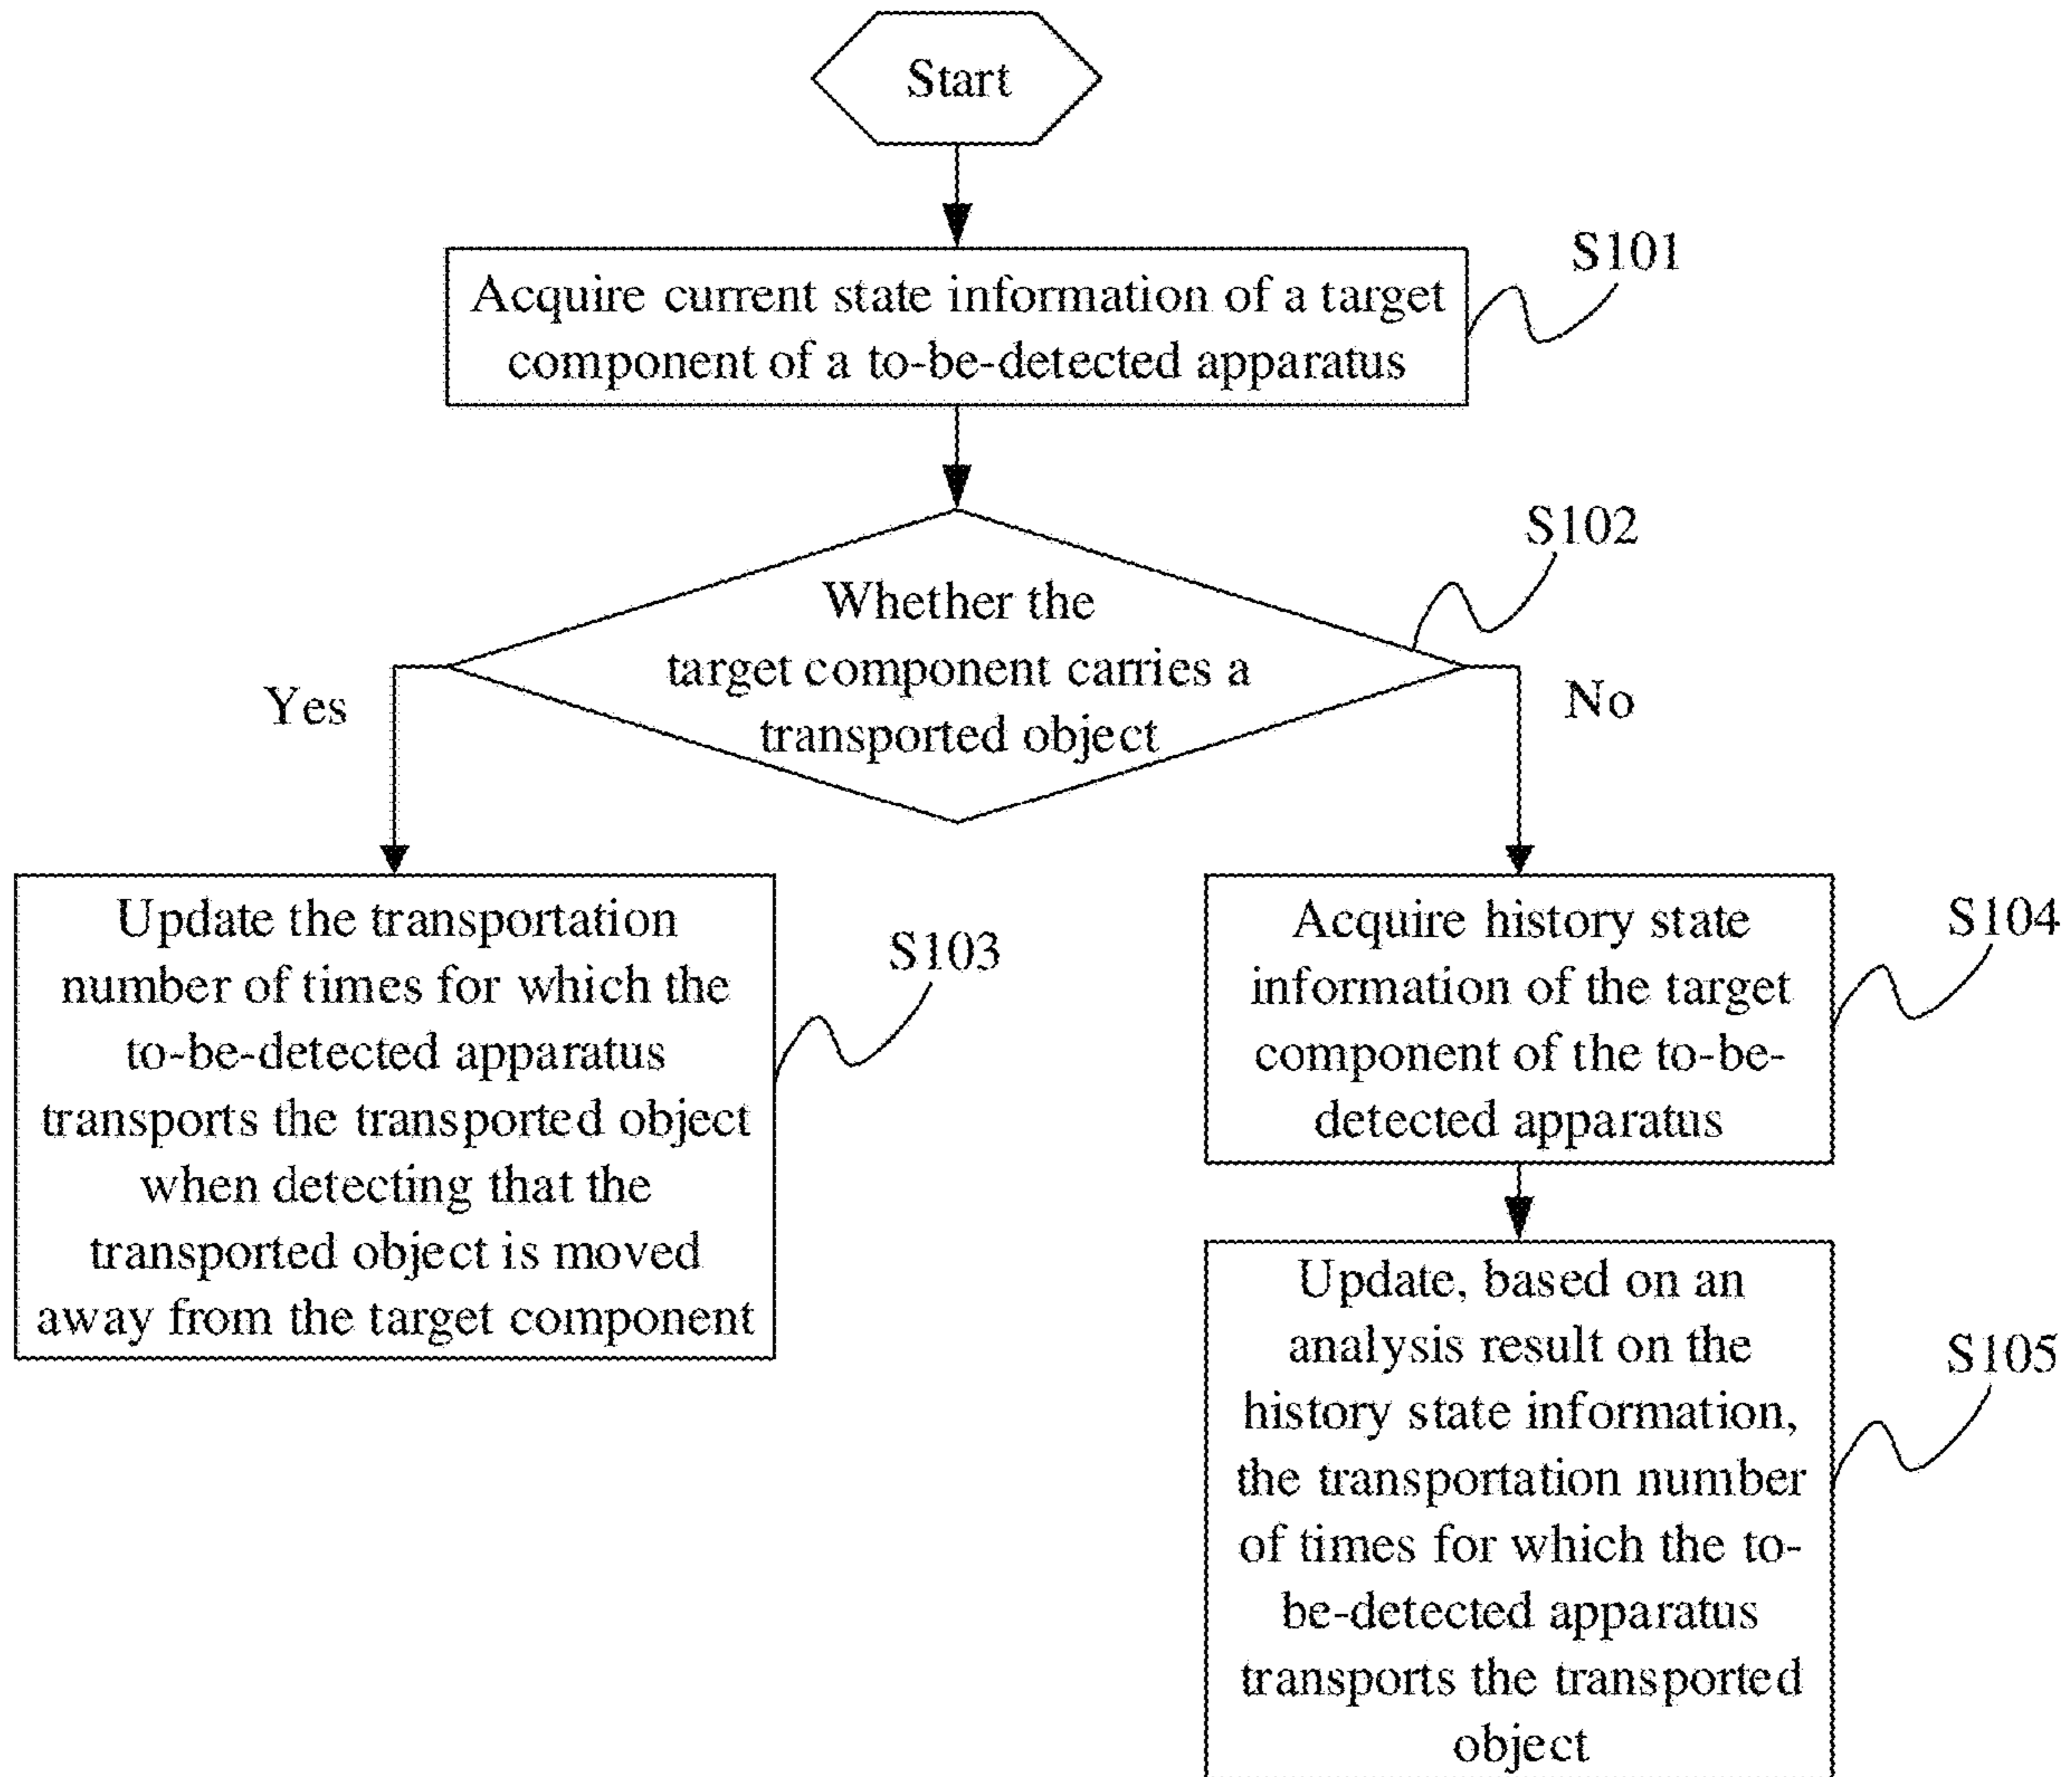 Start
S101
Acquire current state information of a target
component of a to-be-detected apparatus
S102
Whether the
target component carries a
transported object
Yes
No
Update the transportation
number of times for which the
to-be-detected apparatus
transports the transported object
when detecting that the
transported object is moved
away from the target component
S103
Acquire history state
information of the target
component of the to-be-
detected apparatus
S104
Update, based on an
analysis result on the
history state information,
the transportation number
of times for which the to-
be-detected apparatus
transports the transported
object
S105